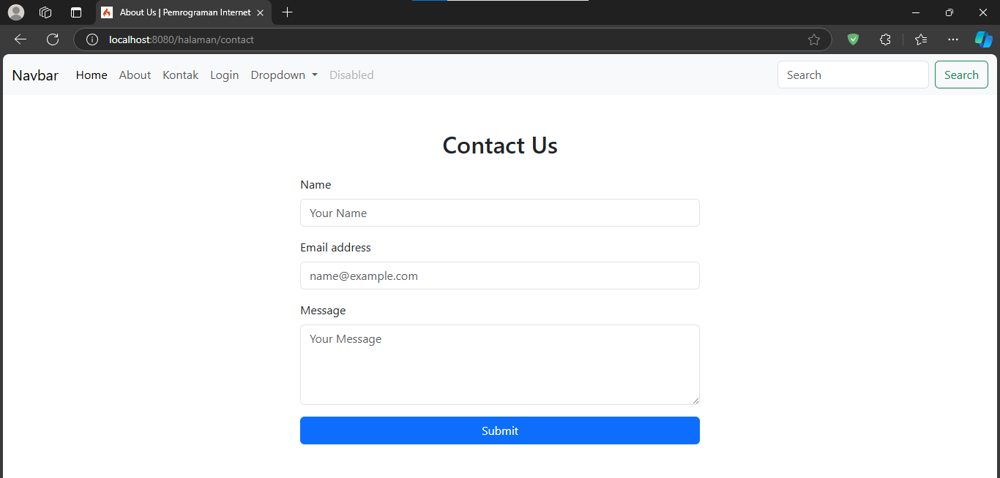 About Us | Pemrograman Internet
localhost:8080/halaman/contact
Navbar Home About Kontak Login Dropdown Disabled Search Search
Contact Us
Name
Your Name
Email address
name@example.com
Message
Your Message
Submit